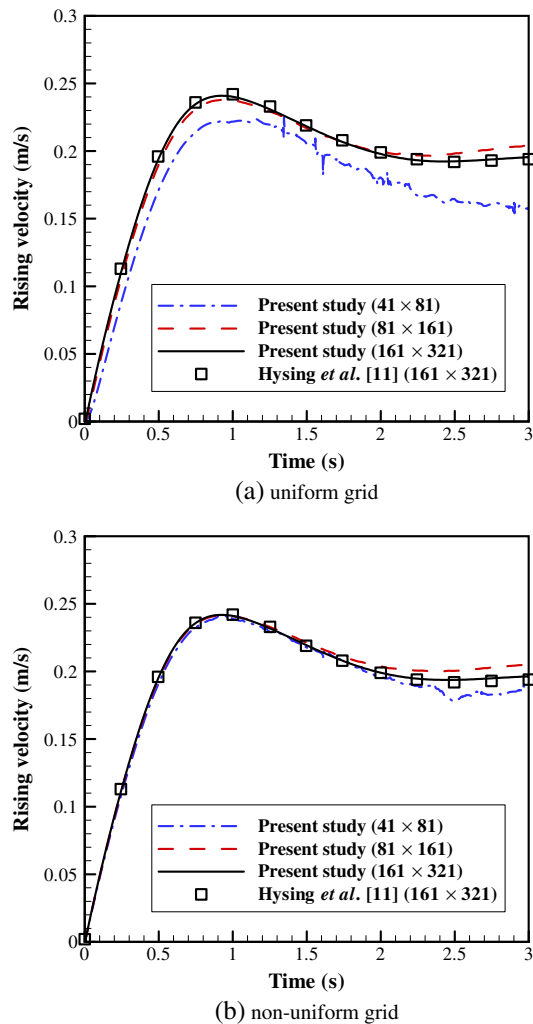 0.3
0.25
0.2
0.15
0.1
0.05
0
Rising velocity (m/s)
Present study (41 × 81)
Present study (81 × 161)
Present study (161 × 321)
Hysing et al. [11] (161 × 321)
0 0.5 1 1.5 2 2.5 3
Time (s)
(a) uniform grid
0.3
0.25
0.2
0.15
0.1
0.05
0
Rising velocity (m/s)
Present study (41 × 81)
Present study (81 × 161)
Present study (161 × 321)
Hysing et al. [11] (161 × 321)
0 0.5 1 1.5 2 2.5 3
Time (s)
(b) non-uniform grid